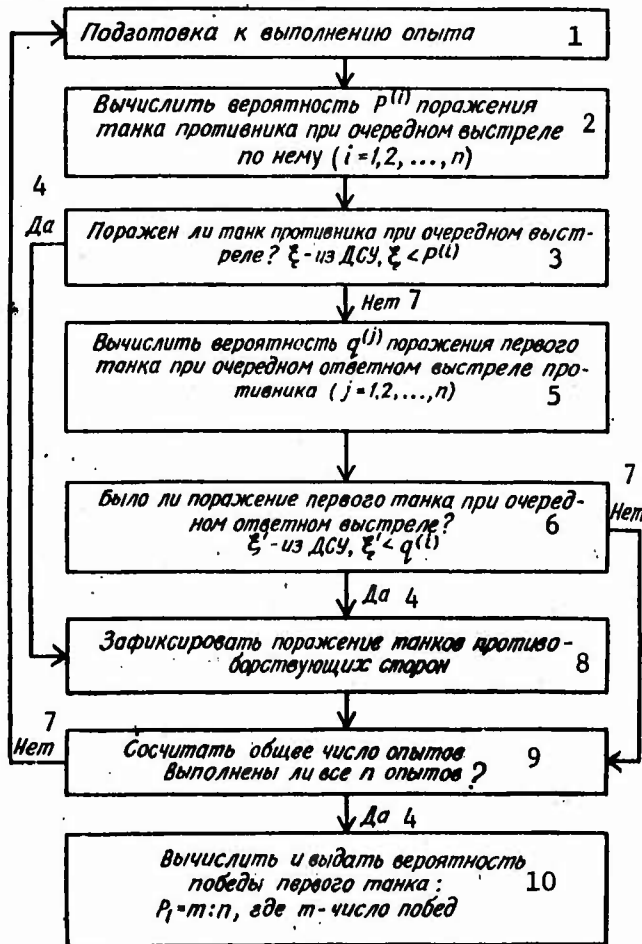 Подготовка к выполнению опыта 1
Вычислить вероятность P^(i) поражения
танка противника при очередном выстреле 2
по нему (i = 1,2, ..., n)
4
Да
Поражен ли танк противника при очередном выст-
реле? ξ - из ДСУ, ξ < P^(i) 3
Нет 7
Вычислить вероятность q^(j) поражения первого
танка при очередном ответном выстреле про-
тивника (j = 1,2, ..., n) 5
7
Нет
Было ли поражение первого танка при очеред-
ном ответном выстреле? 6
ξ' - из ДСУ, ξ' < q^(i)
Да 4
Зафиксировать поражение танков противо-
борствующих сторон 8
7
Нет
Сосчитать общее число опытов 9
Выполнены ли все n опытов?
Да 4
Вычислить и выдать вероятность
победы первого танка: 10
P₁ = m:n, где m - число побед